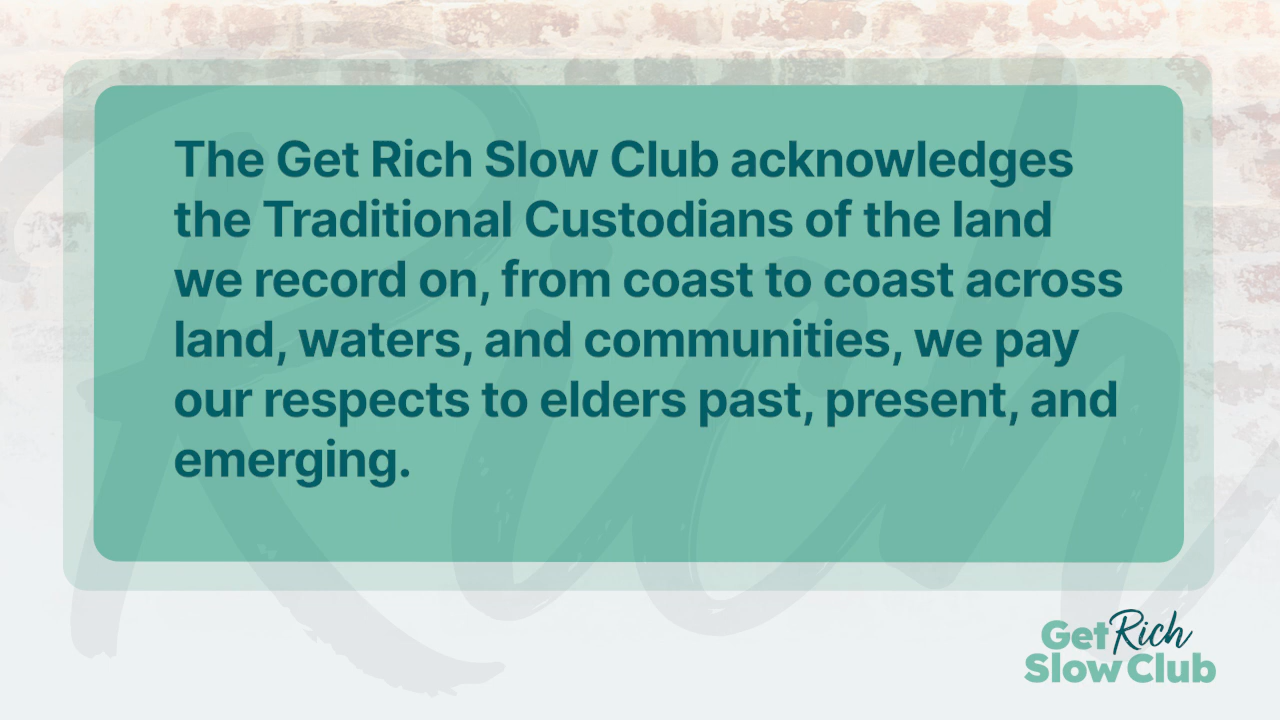 The Get Rich Slow Club acknowledges
the Traditional Custodians of the land
we record on, from coast to coast across
land, waters, and communities, we pay
our respects to elders past, present, and
emerging.
Get Rich
Slow Club
Rich